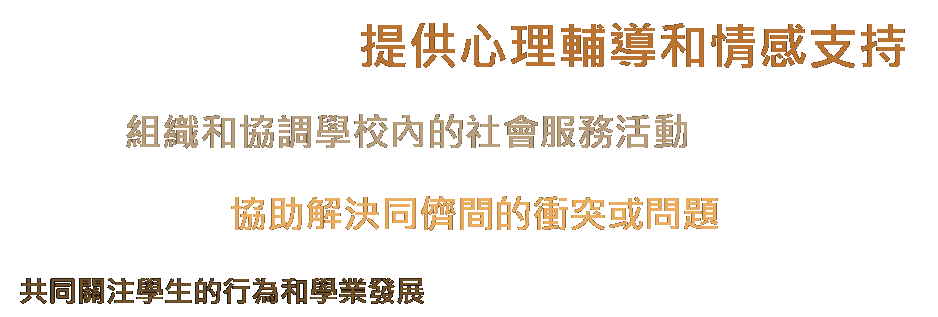 提供心理輔導和情感支持
組織和協調學校內的社會服務活動
協助解決同儕間的衝突或問題
共同關注學生的行為和學業發展